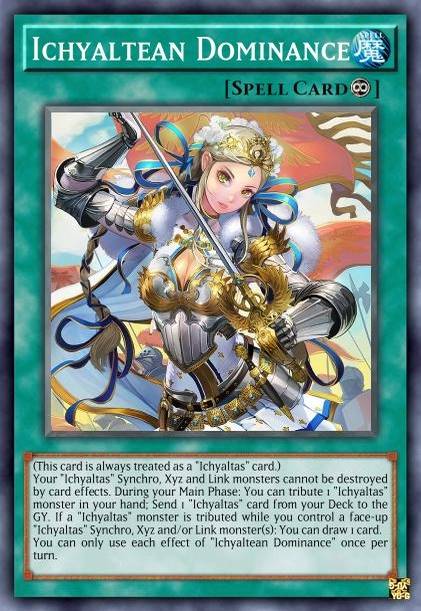 Ichyaltean Dominance
SPELL
魔
[Spell Card]
(This card is always treated as a "Ichyaltas" card.)
Your "Ichyaltas" Synchro, Xyz and Link monsters cannot be destroyed
by card effects. During your Main Phase: You can tribute 1 "Ichyaltas"
monster in your hand; Send 1 "Ichyaltas" card from your Deck to the
GY. If a "Ichyaltas" monster is tributed while you control a face-up
"Ichyaltas" Synchro, Xyz and/or Link monster(s): You can draw 1 card.
You can only use each effect of "Ichyaltean Dominance" once per
turn.